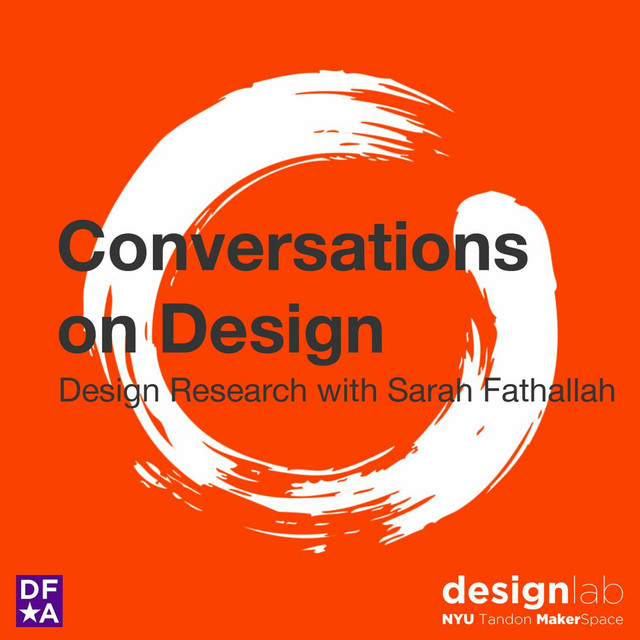 Conversations
on Design
Design Research with Sarah Fathallah
DF
★A
designlab
NYU Tandon MakerSpace